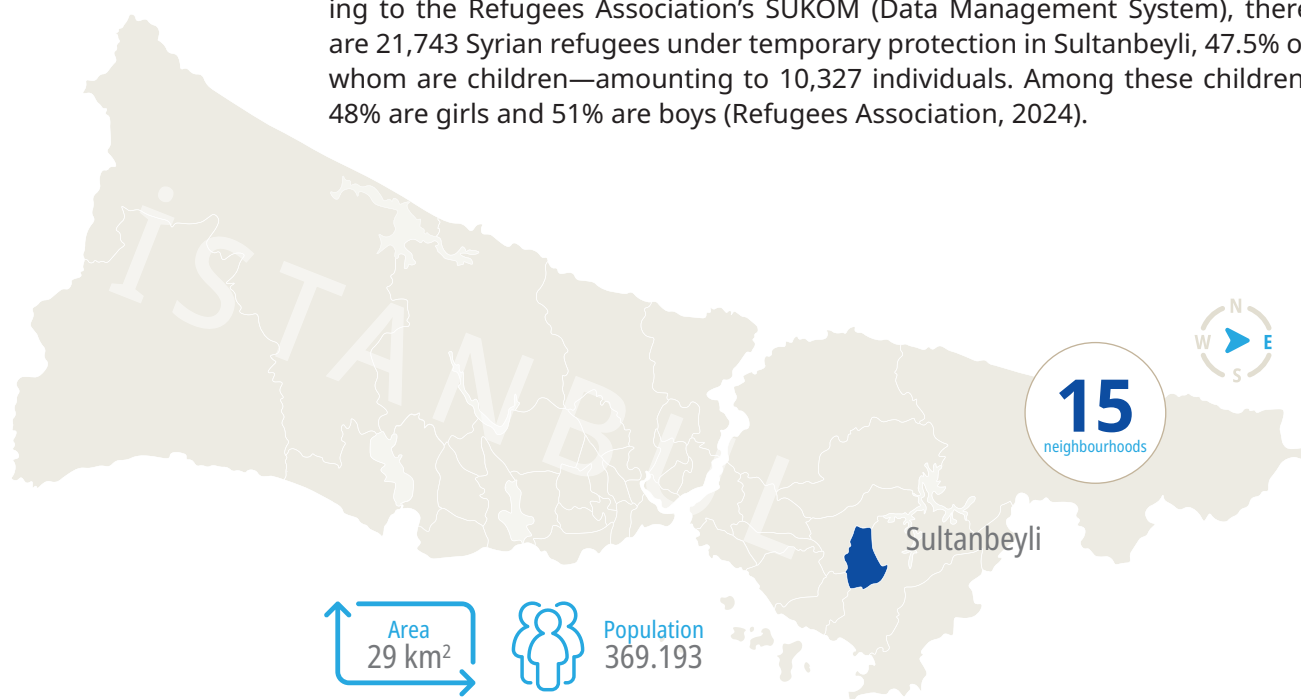 ing to the Refugees Association’s SUKOM (Data Management System), there
are 21,743 Syrian refugees under temporary protection in Sultanbeyli, 47.5% o
whom are children—amounting to 10,327 individuals. Among these children
48% are girls and 51% are boys (Refugees Association, 2024).
İSTANBUL
N
W E
S
15
neighbourhoods
Sultanbeyli
Area
29 km²
Population
369.193